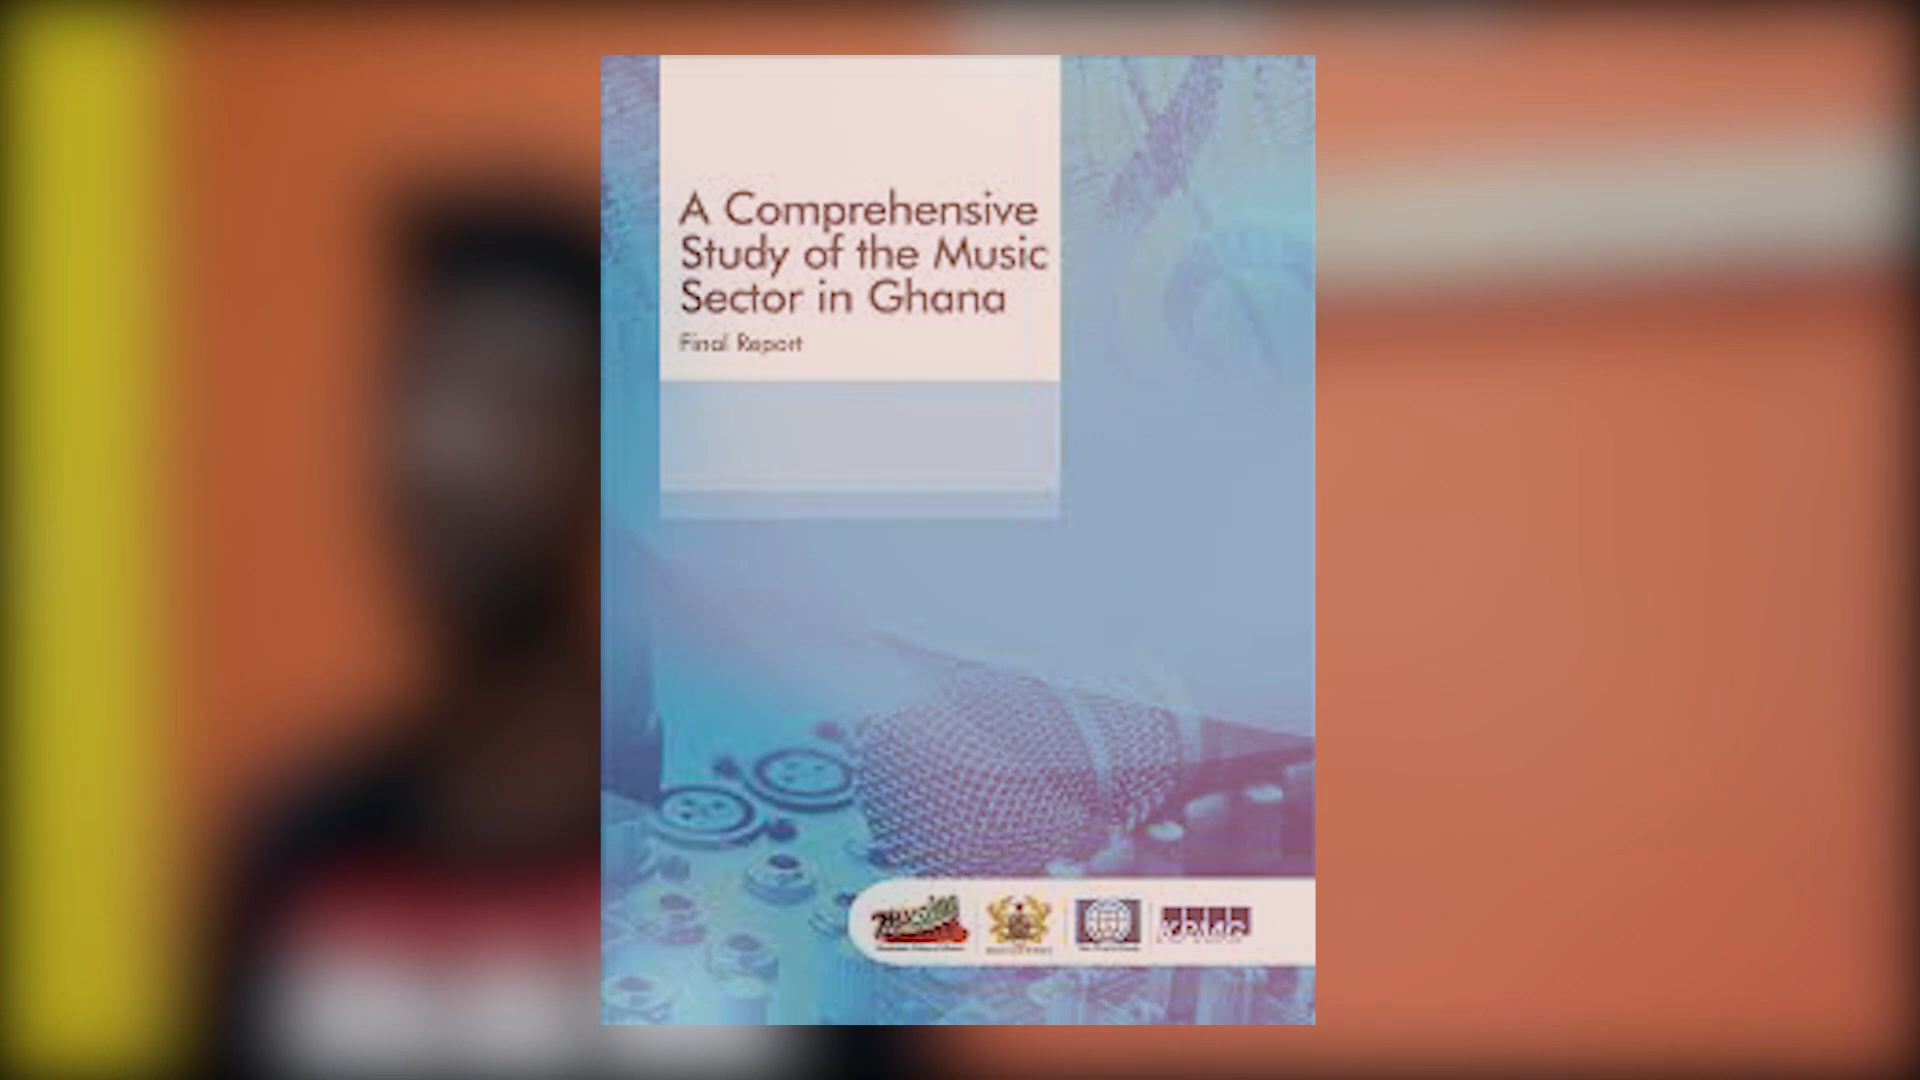 A Comprehensive
Study of the Music
Sector in Ghana
Final Report